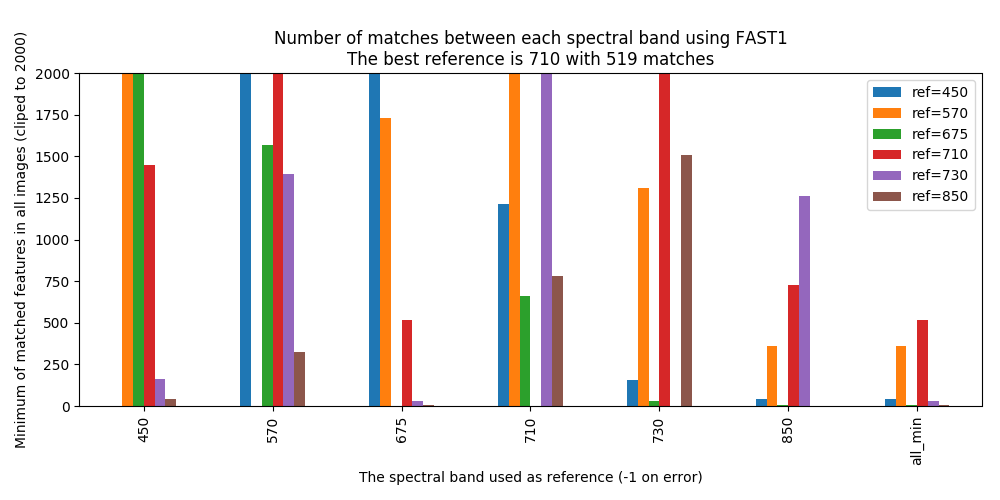 Number of matches between each spectral band using FAST1
The best reference is 710 with 519 matches
Minimum of matched features in all images (cliped to 2000)
2000
1750
1500
1250
1000
750
500
250
0
ref=450
ref=570
ref=675
ref=710
ref=730
ref=850
450
570
675
710
730
850
all_min
The spectral band used as reference (-1 on error)